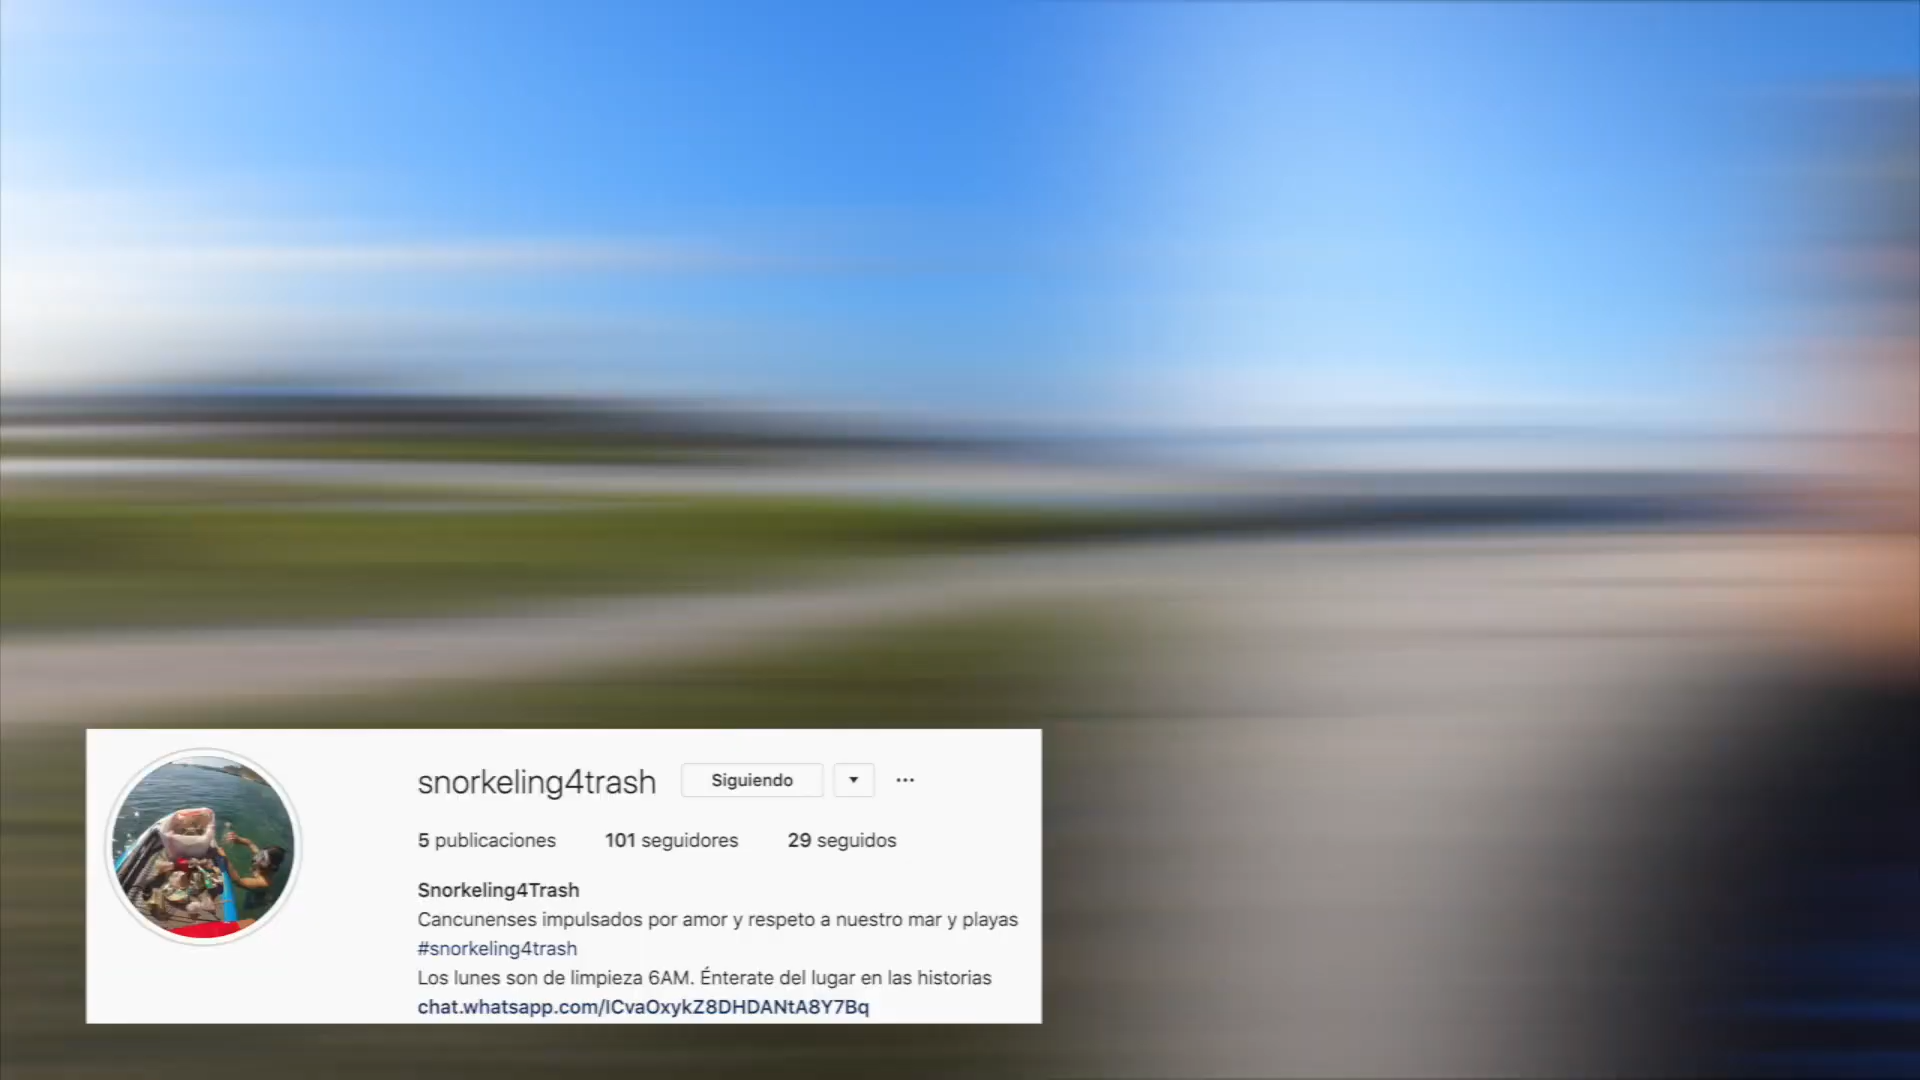 snorkeling4trash Siguiendo
5 publicaciones 101 seguidores 29 seguidos
Snorkeling4Trash
Cancunenses impulsados por amor y respeto a nuestro mar y playas
#snorkeling4trash
Los lunes son de limpieza 6AM. Énterate del lugar en las historias
chat.whatsapp.com/ICvaOxykZ8DHDANtA8Y7Bq